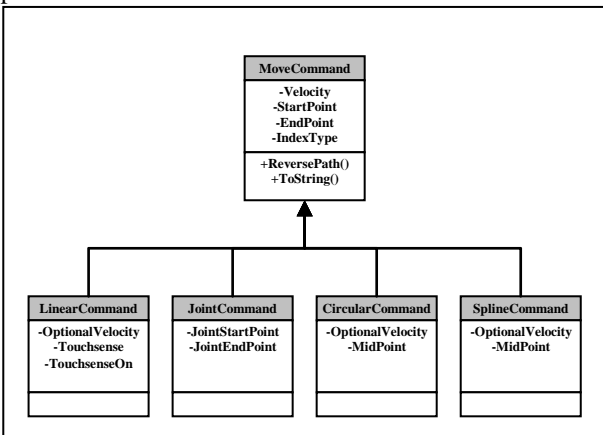 MoveCommand
-Velocity
-StartPoint
-EndPoint
-IndexType
+ReversePath()
+ToString()
LinearCommand
-OptionalVelocity
-Touchsense
-TouchsenseOn
JointCommand
-JointStartPoint
-JointEndPoint
CircularCommand
-OptionalVelocity
-MidPoint
SplineCommand
-OptionalVelocity
-MidPoint